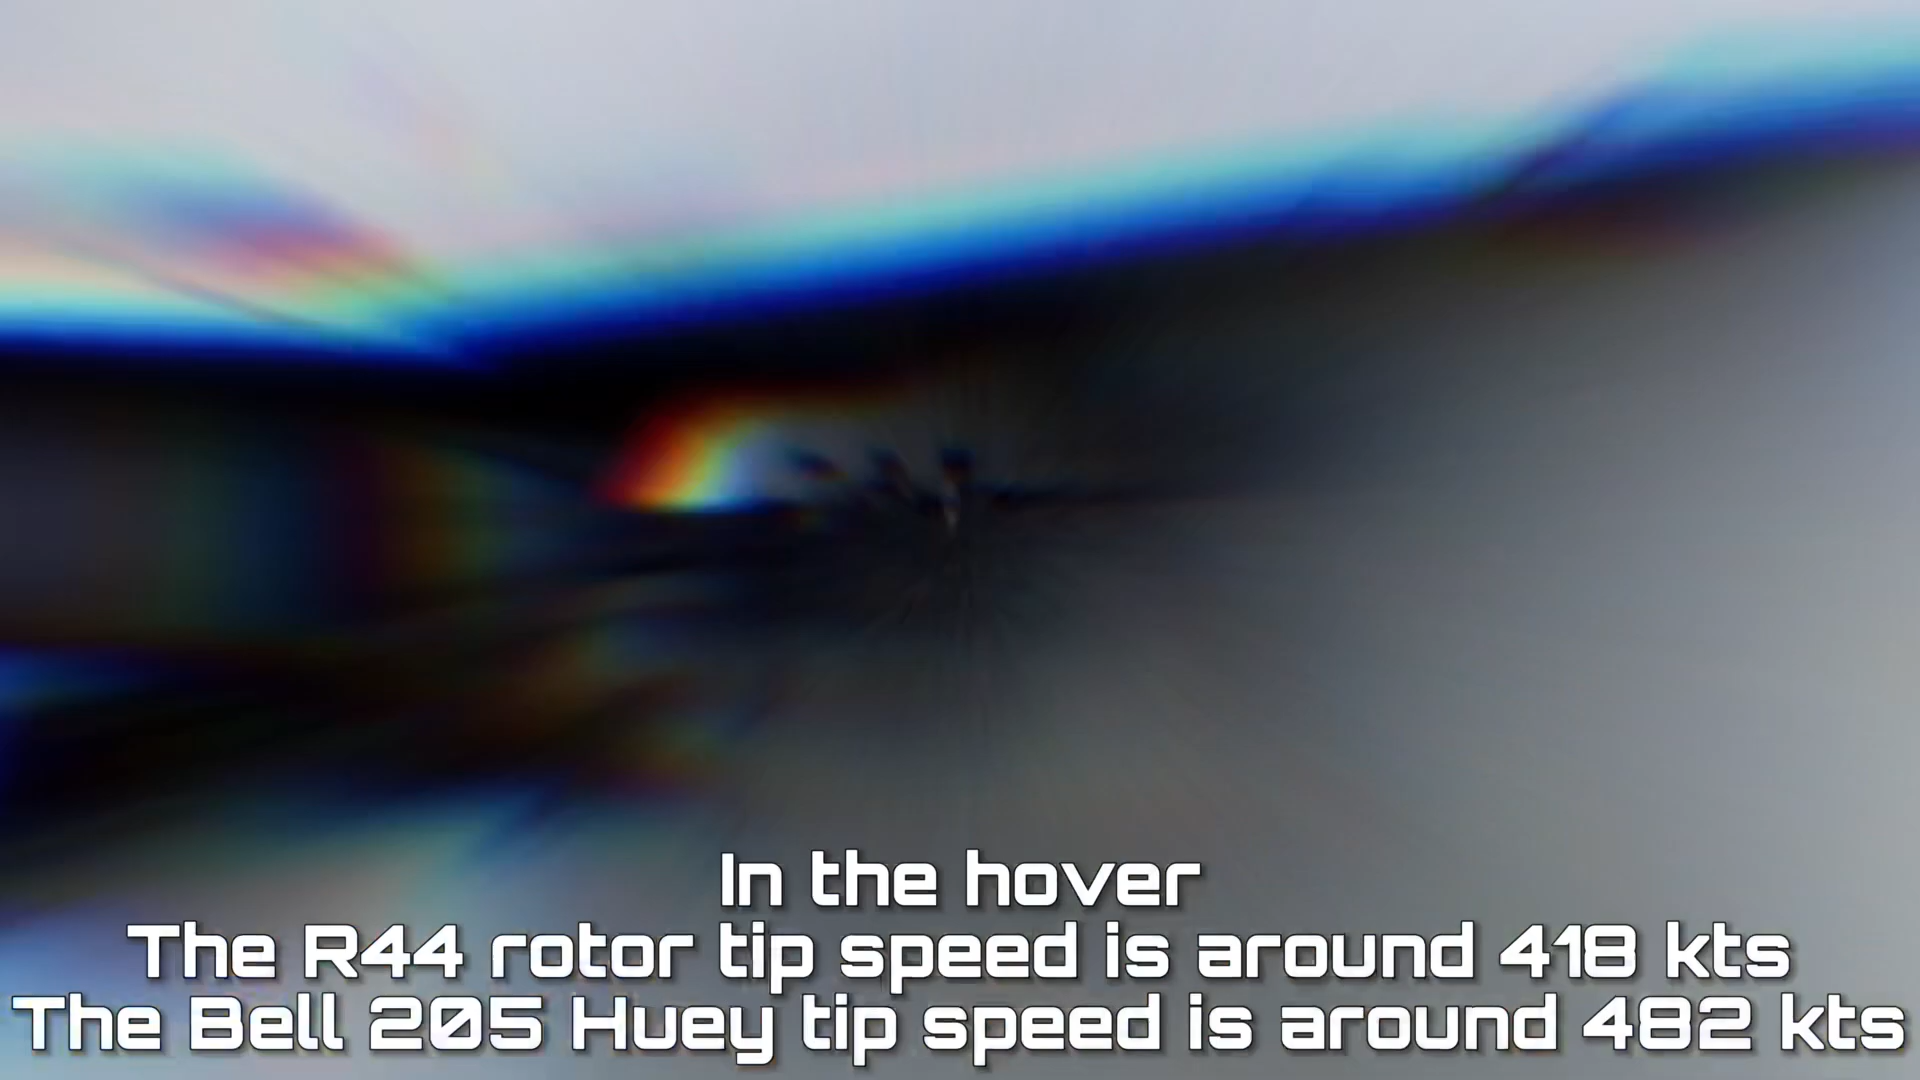 In the hover
The R44 rotor tip speed is around 418 kts
The Bell 205 Huey tip speed is around 482 kts